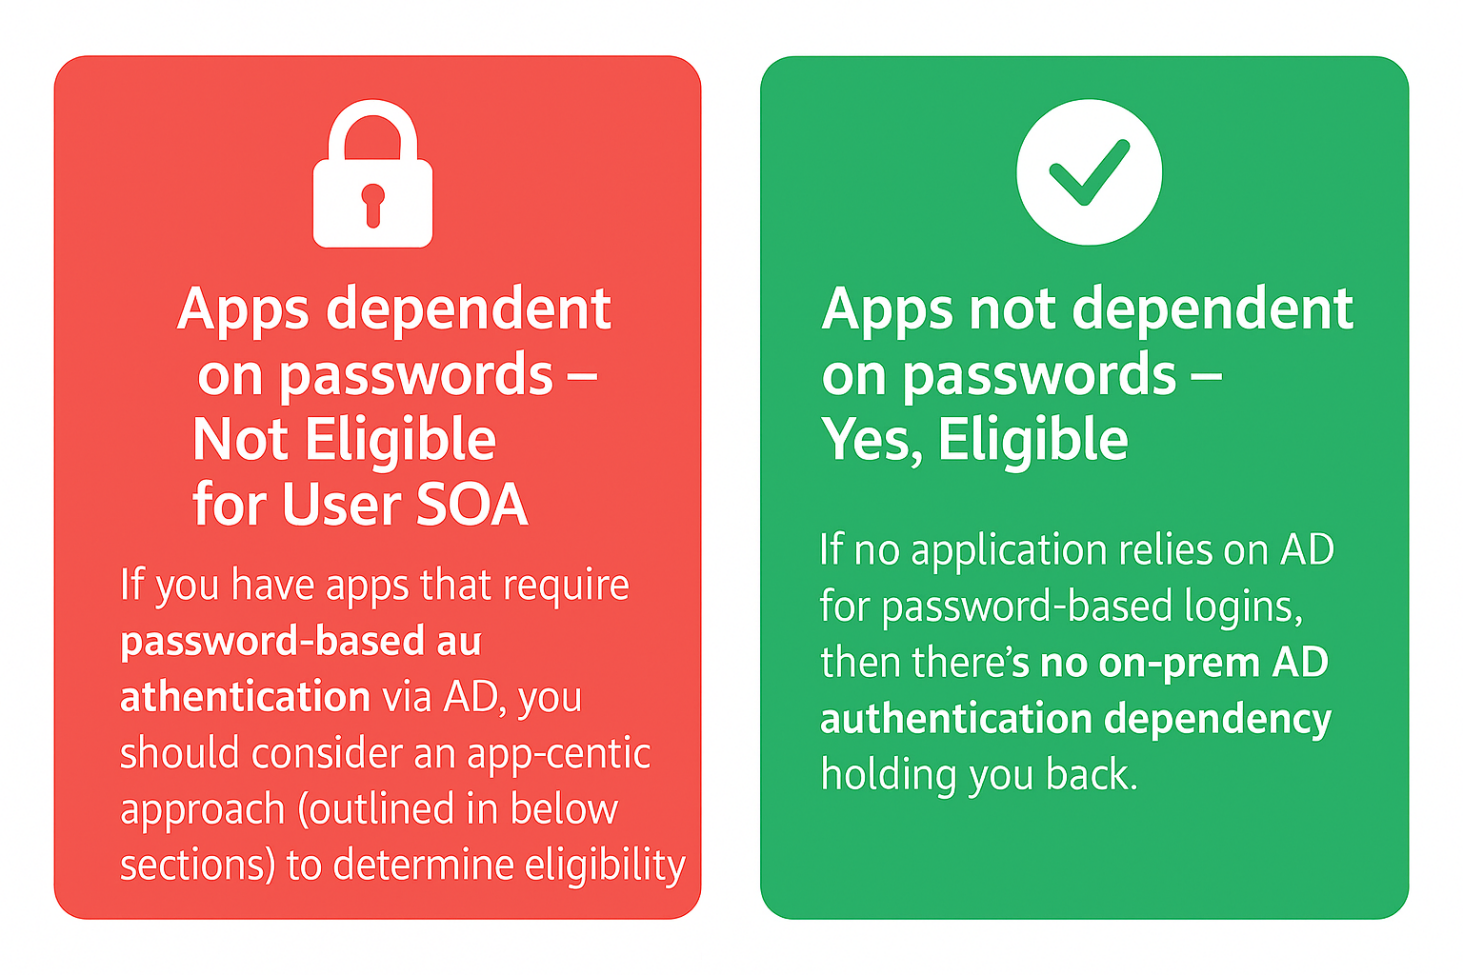 Apps dependent
on passwords –
Not Eligible
for User SOA
If you have apps that require
password-based au
athentication via AD, you
should consider an app-centic
approach (outlined in below
sections) to determine eligibility
Apps not dependent
on passwords –
Yes, Eligible
If no application relies on AD
for password-based logins,
then there’s no on-prem AD
authentication dependency
holding you back.